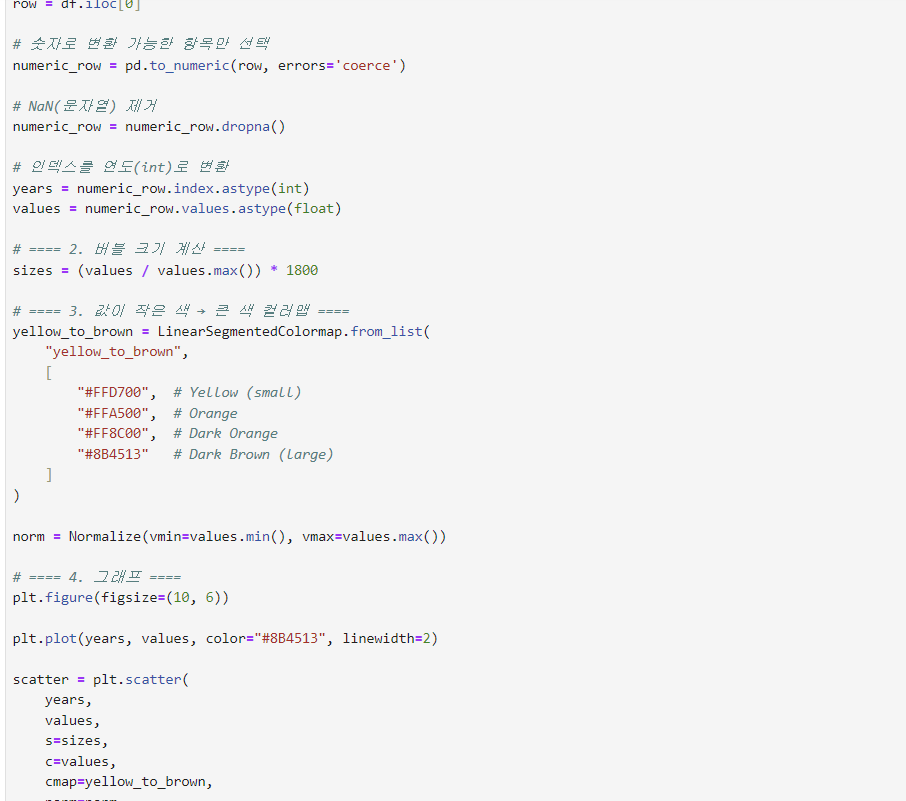 row = df.iloc[0]
# 숫자로 변환 가능한 항목만 선택
numeric_row = pd.to_numeric(row, errors='coerce')
# NaN(문자열) 제거
numeric_row = numeric_row.dropna()
# 인덱스를 연도(int)로 변환
years = numeric_row.index.astype(int)
values = numeric_row.values.astype(float)
# ==== 2. 버블 크기 계산 ====
sizes = (values / values.max()) * 1800
# ==== 3. 값이 작은 색 → 큰 색 컬러맵 ====
yellow_to_brown = LinearSegmentedColormap.from_list(
"yellow_to_brown",
[
"#FFD700",  # Yellow (small)
"#FFA500",  # Orange
"#FF8C00",  # Dark Orange
"#8B4513"   # Dark Brown (large)
]
)
norm = Normalize(vmin=values.min(), vmax=values.max())
# ==== 4. 그래프 ====
plt.figure(figsize=(10, 6))
plt.plot(years, values, color="#8B4513", linewidth=2)
scatter = plt.scatter(
years,
values,
s=sizes,
c=values,
cmap=yellow_to_brown,